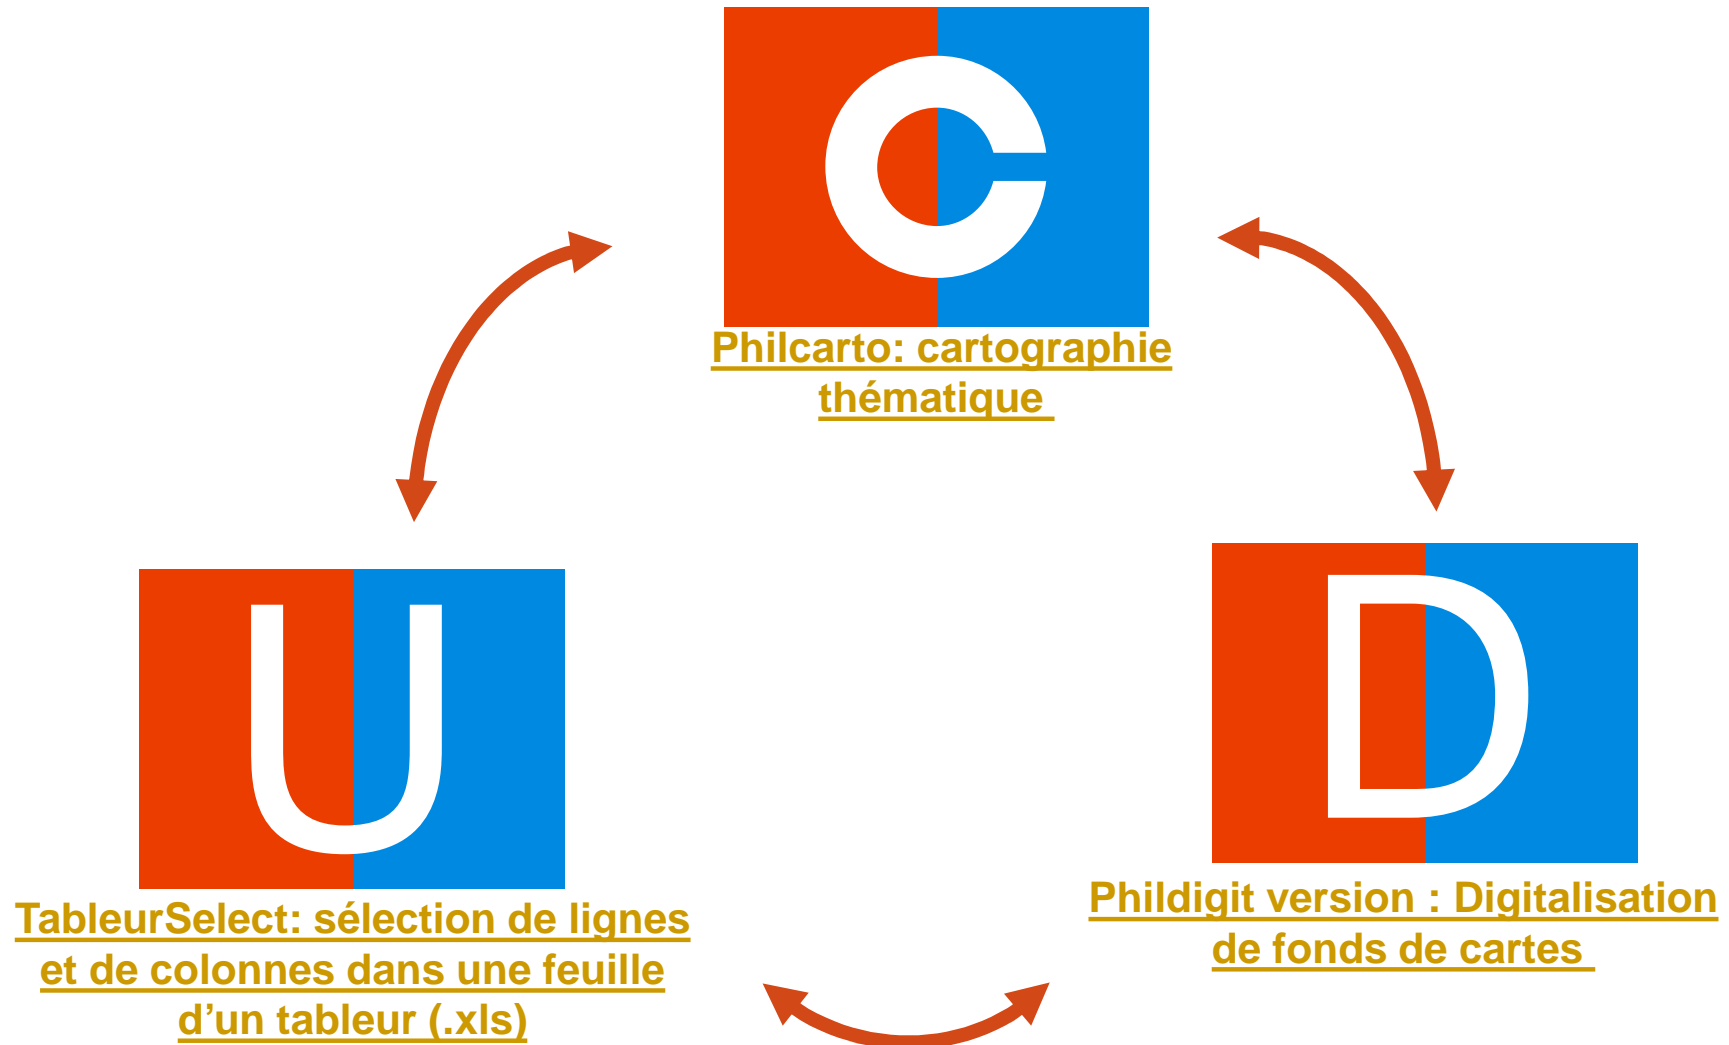 C
Philcarto: cartographie
thématique
U
TableurSelect: sélection de lignes
et de colonnes dans une feuille
d’un tableur (.xls)
D
Phildigit version : Digitalisation
de fonds de cartes